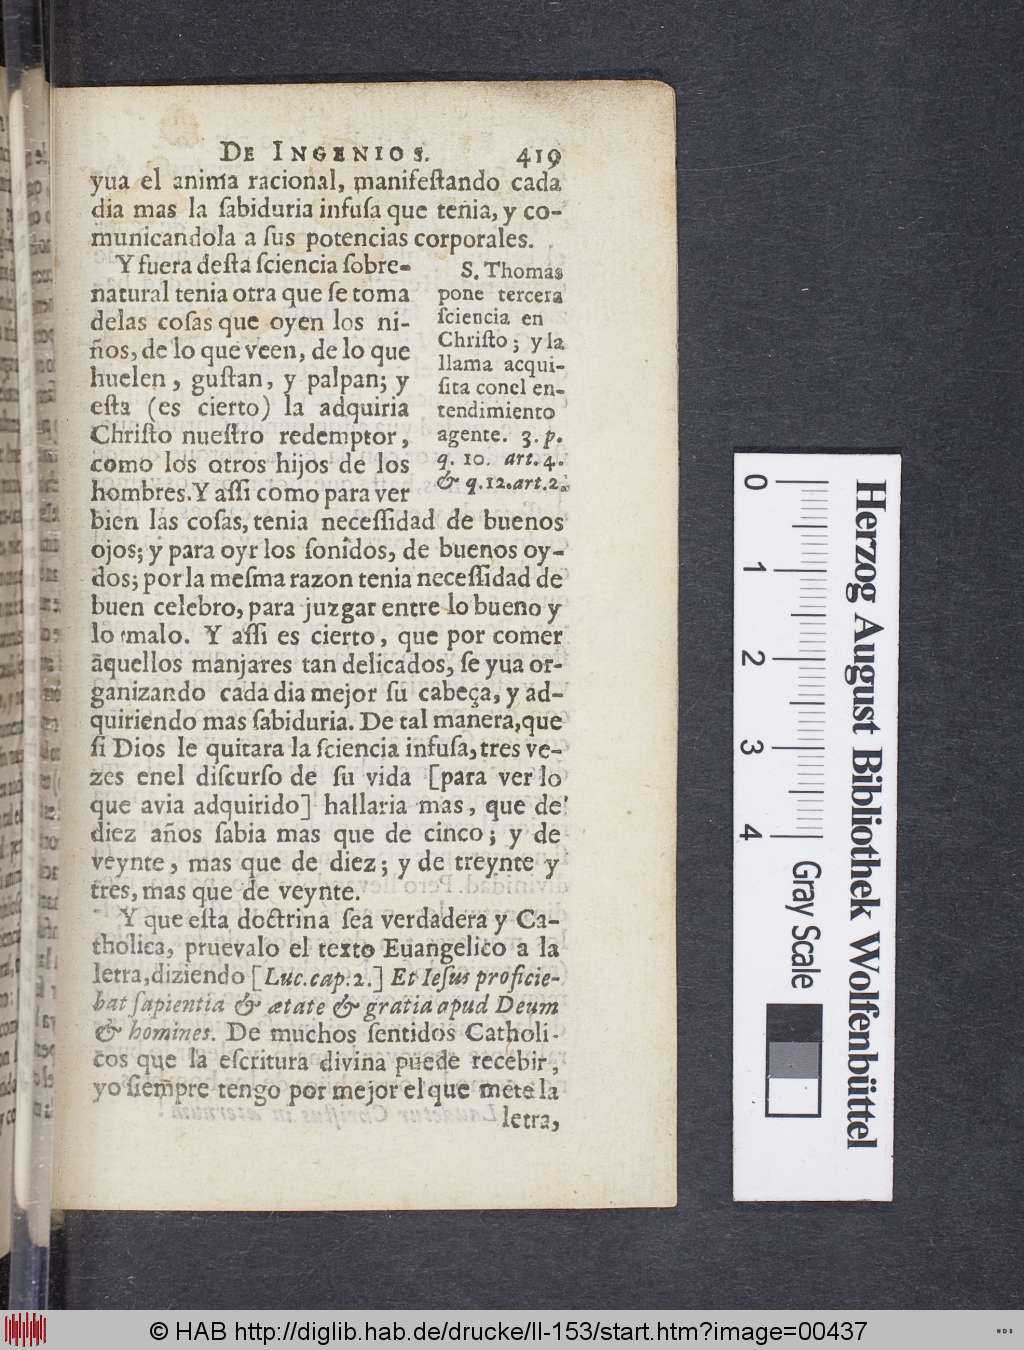 DE INGENIOS. 419
yua el anima racional, manifeſtando cada
dia mas la ſabiduria infuſa que tenia, y co-
municandola a ſus potencias corporales.
Y fuera deſta ſciencia ſobre-
natural tenia otra que ſe toma
delas coſas que oyen los ni-
ños, de lo que veen, de lo que
huelen, guſtan, y palpan; y
eſta (es cierto) la adquiria
Chriſto nueſtro redemptor,
como los otros hijos de los
hombres. Y aſſi como para ver
S. Thomas
pone tercera
ſciencia en
Chriſto; y la
llama acqui-
ſita conel en-
tendimiento
agente. 3. p.
q. 10. art. 4.
& q. 12. art. 2.
bien las coſas, tenia neceſſidad de buenos
ojos; y para oyr los ſonidos, de buenos oy-
dos; por la meſma razon tenia neceſſidad de
buen celebro, para juzgar entre lo bueno y
lo malo. Y aſſi es cierto, que por comer
aquellos manjares tan delicados, ſe yua or-
ganizando cada dia mejor ſu cabeça, y ad-
quiriendo mas ſabiduria. De tal manera, que
ſi Dios le quitara la ſciencia infuſa, tres ve-
zes enel diſcurſo de ſu vida [para ver lo
que avia adquirido] hallaria mas, que de
diez años ſabia mas que de cinco; y de
veynte, mas que de diez; y de treynte y
tres, mas que de veynte.
Y que eſta doctrina ſea verdadera y Ca-
tholica, pruevalo el texto Euangelico a la
letra, diziendo [Luc. cap. 2.] Et Ieſus proficie-
bat ſapientia & ætate & gratia apud Deum
& homines. De muchos ſentidos Catholi-
cos que la eſcritura divina puede recebir,
yo ſiempre tengo por mejor el que mete la
letra,
0 1 2 3 4
Gray Scale
Herzog August Bibliothek Wolfenbüttel
© HAB http://diglib.hab.de/drucke/ll-153/start.htm?image=00437